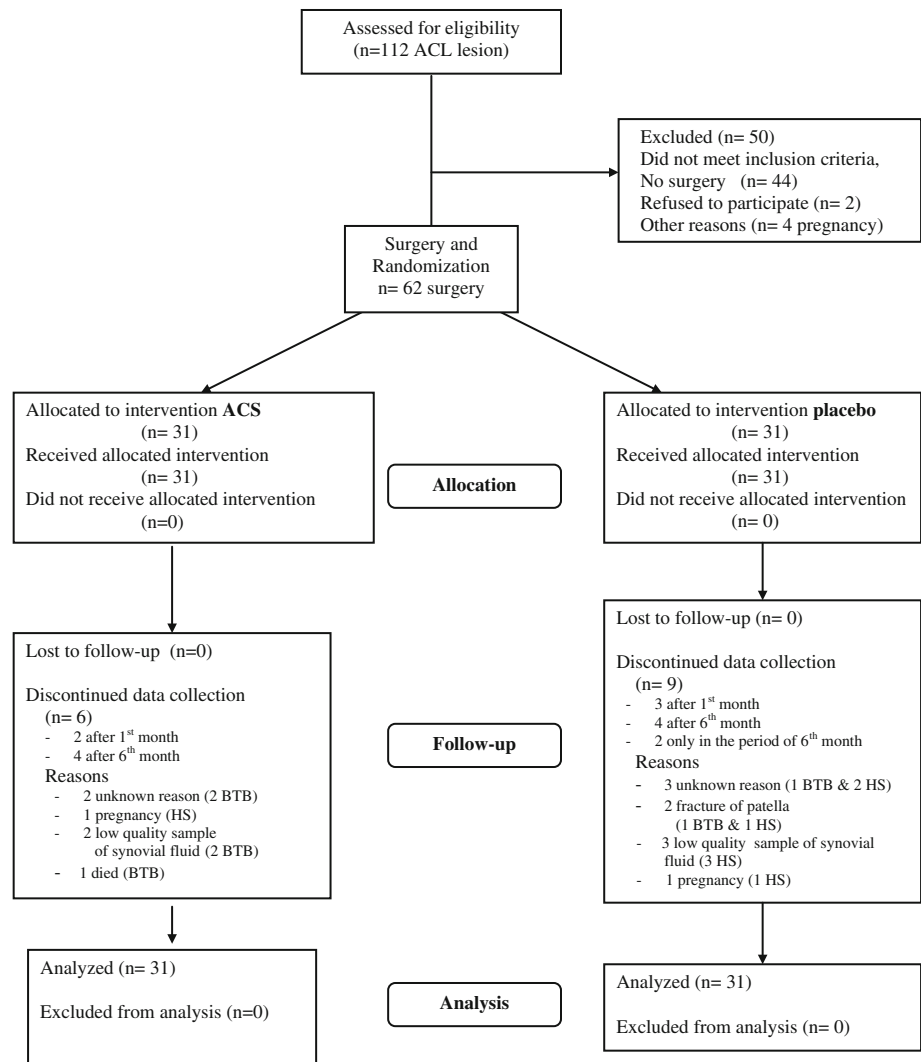 Assessed for eligibility
(n=112 ACL lesion)
Excluded (n= 50)
Did not meet inclusion criteria,
No surgery (n= 44)
Refused to participate (n= 2)
Other reasons (n= 4 pregnancy)
Surgery and
Randomization
n= 62 surgery
Allocated to intervention ACS
(n= 31)
Received allocated intervention
(n= 31)
Did not receive allocated intervention
(n=0)
Allocation
Allocated to intervention placebo
(n= 31)
Received allocated intervention
(n= 31)
Did not receive allocated intervention
(n= 0)
Lost to follow-up (n=0)
Discontinued data collection
(n= 6)
- 2 after 1st month
- 4 after 6th month
Reasons
- 2 unknown reason (2 BTB)
- 1 pregnancy (HS)
- 2 low quality sample
of synovial fluid (2 BTB)
- 1 died (BTB)
Follow-up
Lost to follow-up (n= 0)
Discontinued data collection
(n= 9)
- 3 after 1st month
- 4 after 6th month
- 2 only in the period of 6th month
Reasons
- 3 unknown reason (1 BTB & 2 HS)
- 2 fracture of patella
(1 BTB & 1 HS)
- 3 low quality sample of synovial
fluid (3 HS)
- 1 pregnancy (1 HS)
Analyzed (n= 31)
Excluded from analysis (n=0)
Analysis
Analyzed (n= 31)
Excluded from analysis (n= 0)